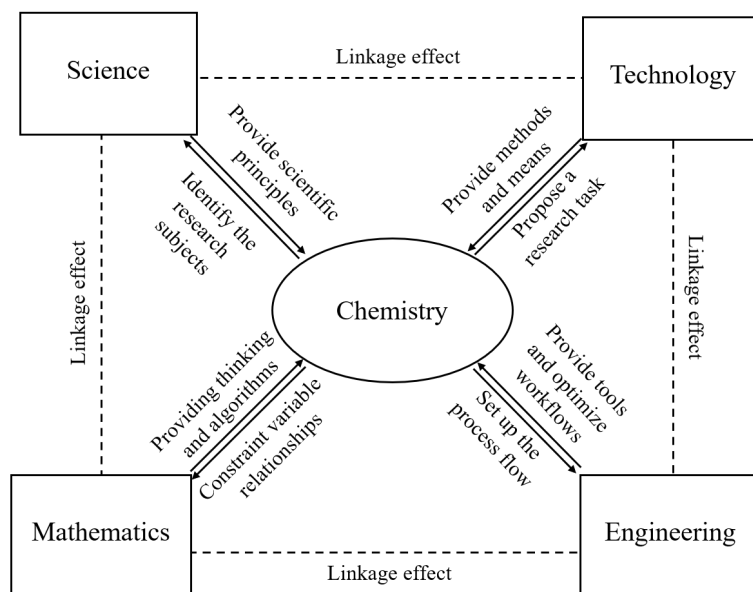 Science
Linkage effect
Technology
Provide scientific
principles
Identify the
research
subjects
Provide methods
and means
Propose a
research task
Linkage effect
Chemistry
Linkage effect
Providing thinking
and algorithms
Constraint variable
relationships
Provide tools
and optimize
workflows
Set up the
process flow
Mathematics
Linkage effect
Engineering